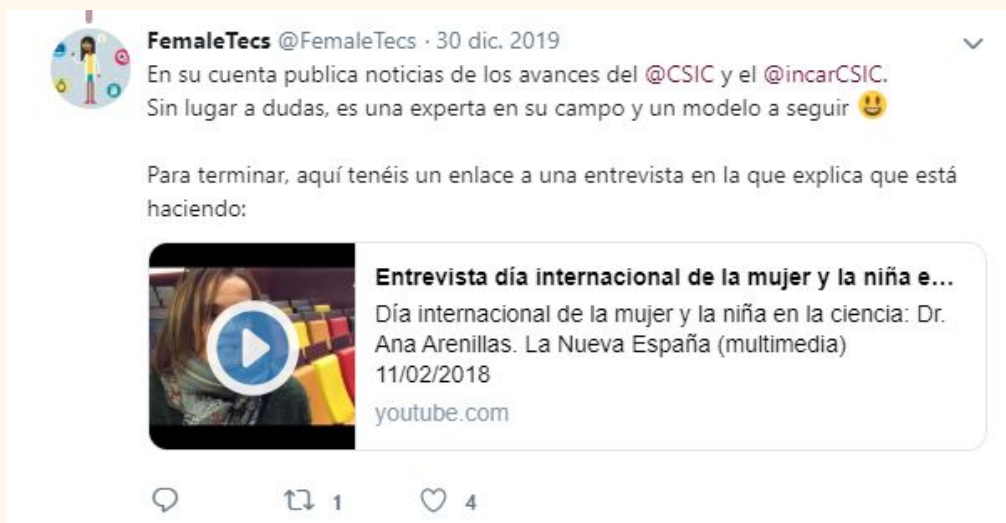 FemaleTecs @FemaleTecs · 30 dic. 2019
En su cuenta publica noticias de los avances del @CSIC y el @incarCSIC.
Sin lugar a dudas, es una experta en su campo y un modelo a seguir 😃
Para terminar, aquí tenéis un enlace a una entrevista en la que explica que está
haciendo:
Entrevista día internacional de la mujer y la niña e...
Día internacional de la mujer y la niña en la ciencia: Dr.
Ana Arenillas. La Nueva España (multimedia)
11/02/2018
youtube.com
1 4